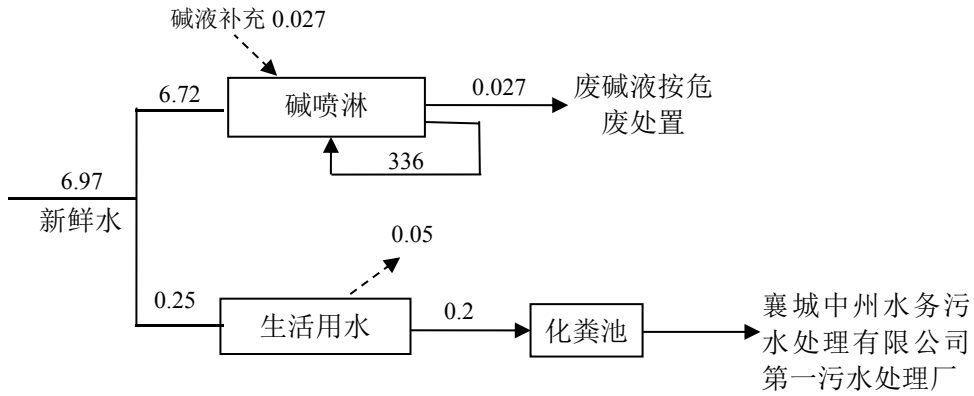 碱液补充 0.027
6.72
碱喷淋
0.027
废碱液按危
废处置
336
6.97
新鲜水
0.05
0.25
生活用水
0.2
化粪池
襄城中州水务污
水处理有限公司
第一污水处理厂